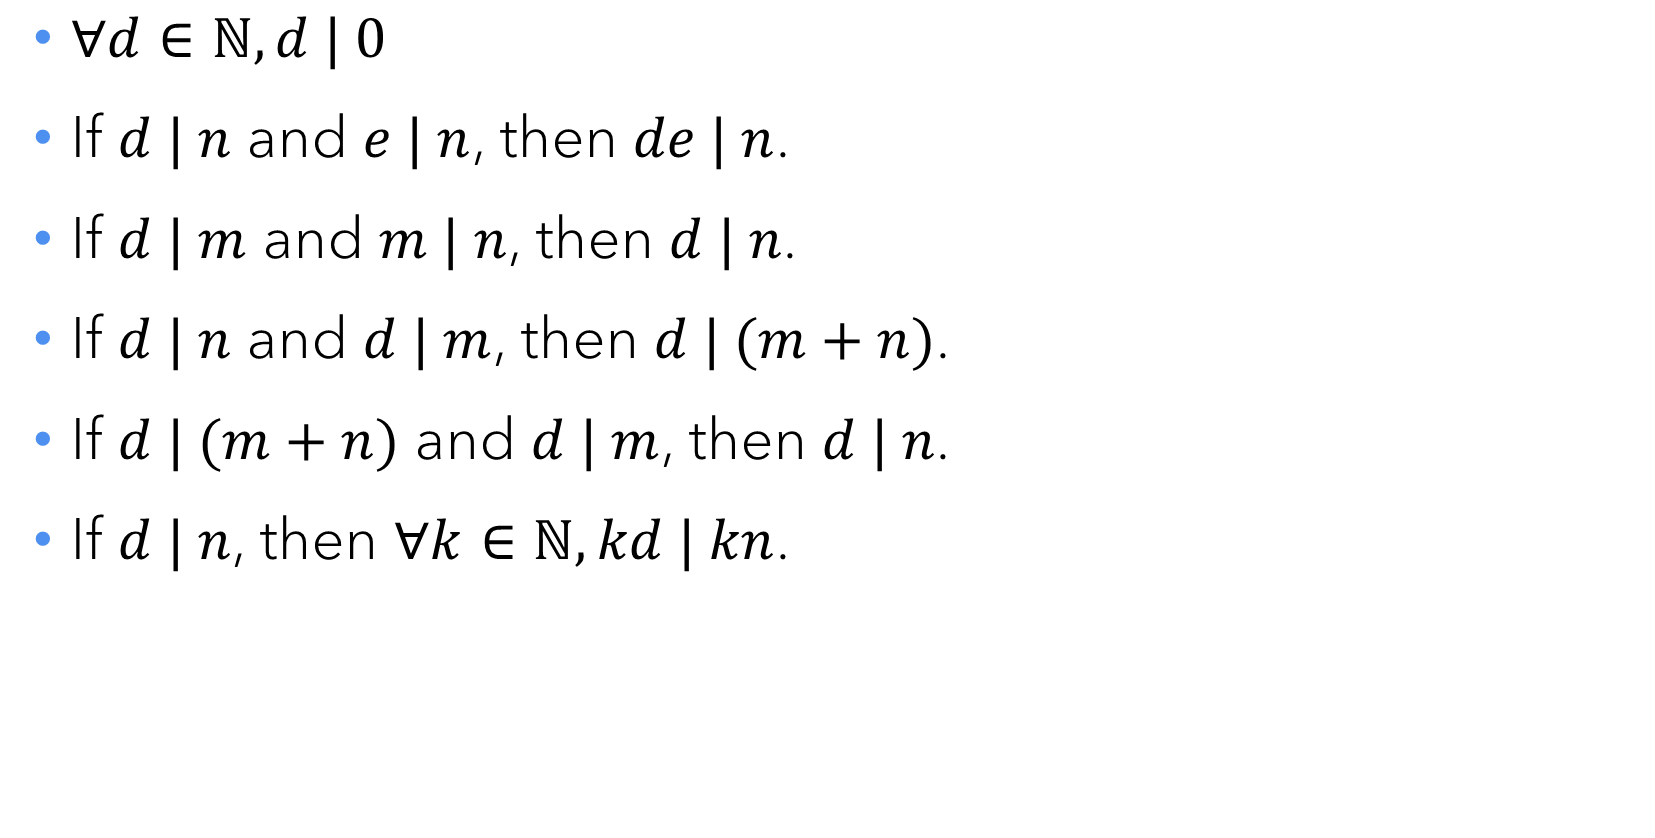 • ∀d ∈ ℕ, d | 0
• If d | n and e | n, then de | n.
• If d | m and m | n, then d | n.
• If d | n and d | m, then d | (m + n).
• If d | (m + n) and d | m, then d | n.
• If d | n, then ∀k ∈ ℕ, kd | kn.